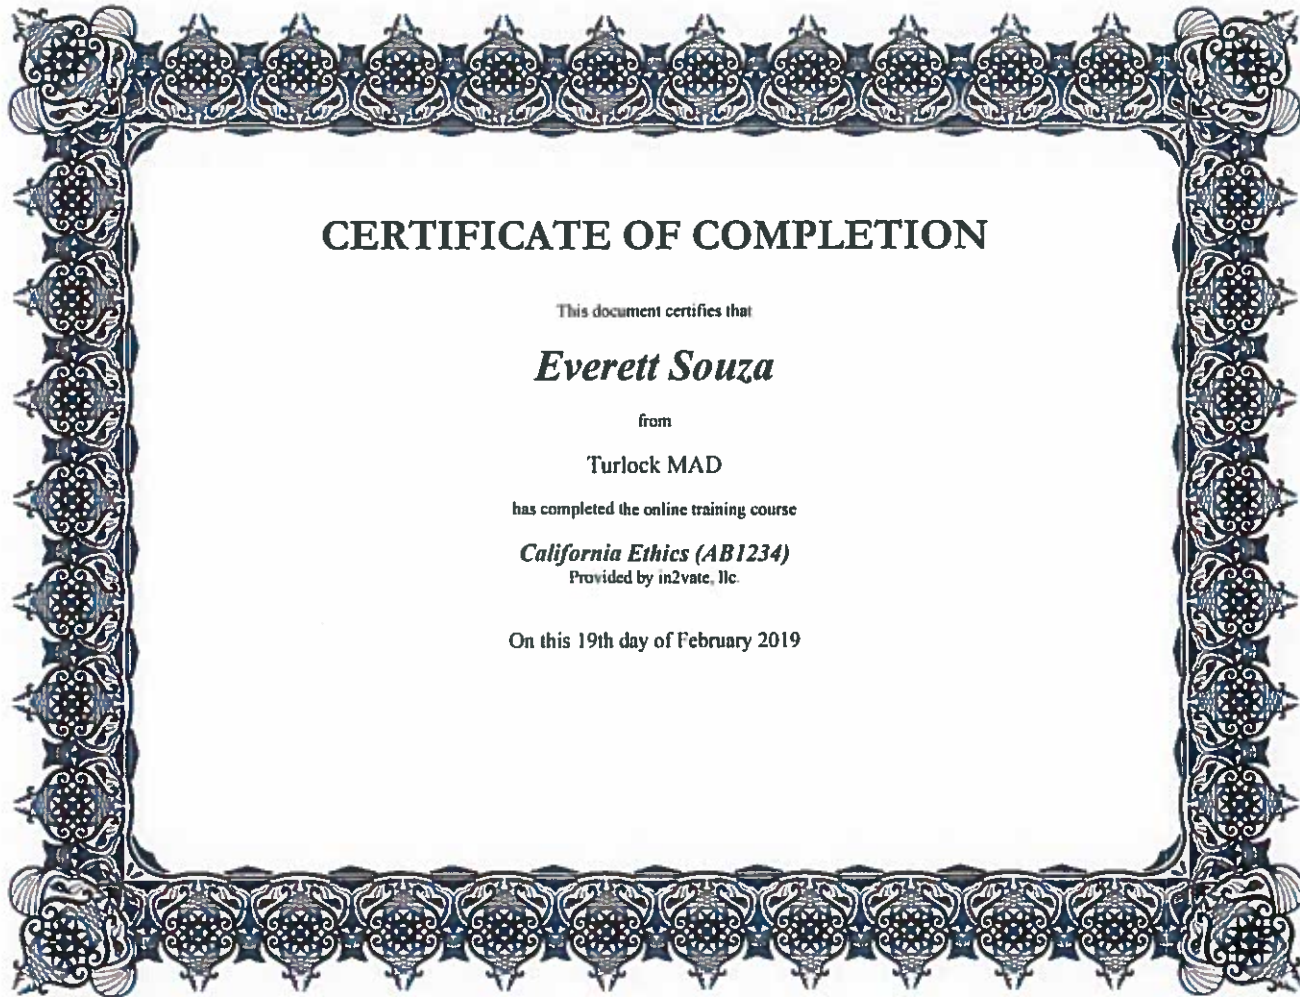 CERTIFICATE OF COMPLETION
This document certifies that
Everett Souza
from
Turlock MAD
has completed the online training course
California Ethics (AB1234)
Provided by in2vate, llc.
On this 19th day of February 2019